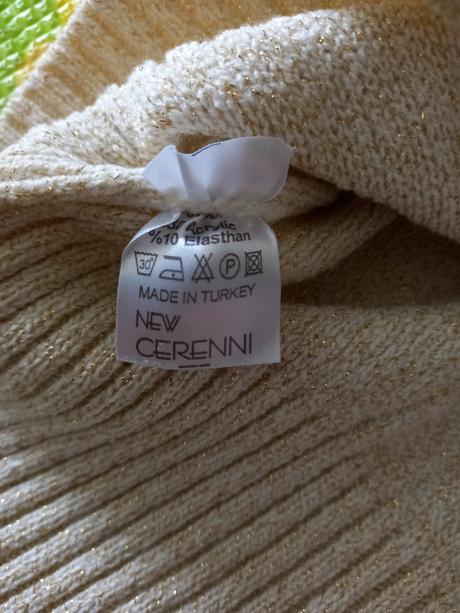 Acrylic
%10 Elasthan
30°
P
MADE IN TURKEY
NEW
CERENNI